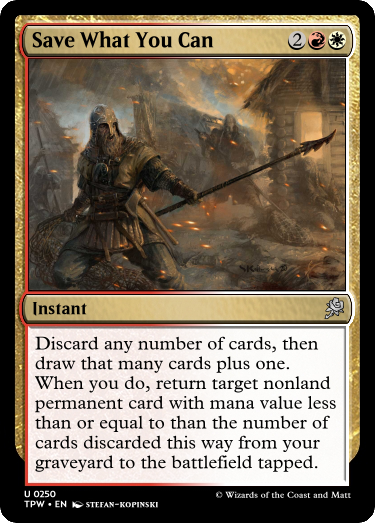 Save What You Can 2
Instant
Discard any number of cards, then
draw that many cards plus one.
When you do, return target nonland
permanent card with mana value less
than or equal to than the number of
cards discarded this way from your
graveyard to the battlefield tapped.
U 0250
TPW • EN STEFAN-KOPINSKI
© Wizards of the Coast and Matt